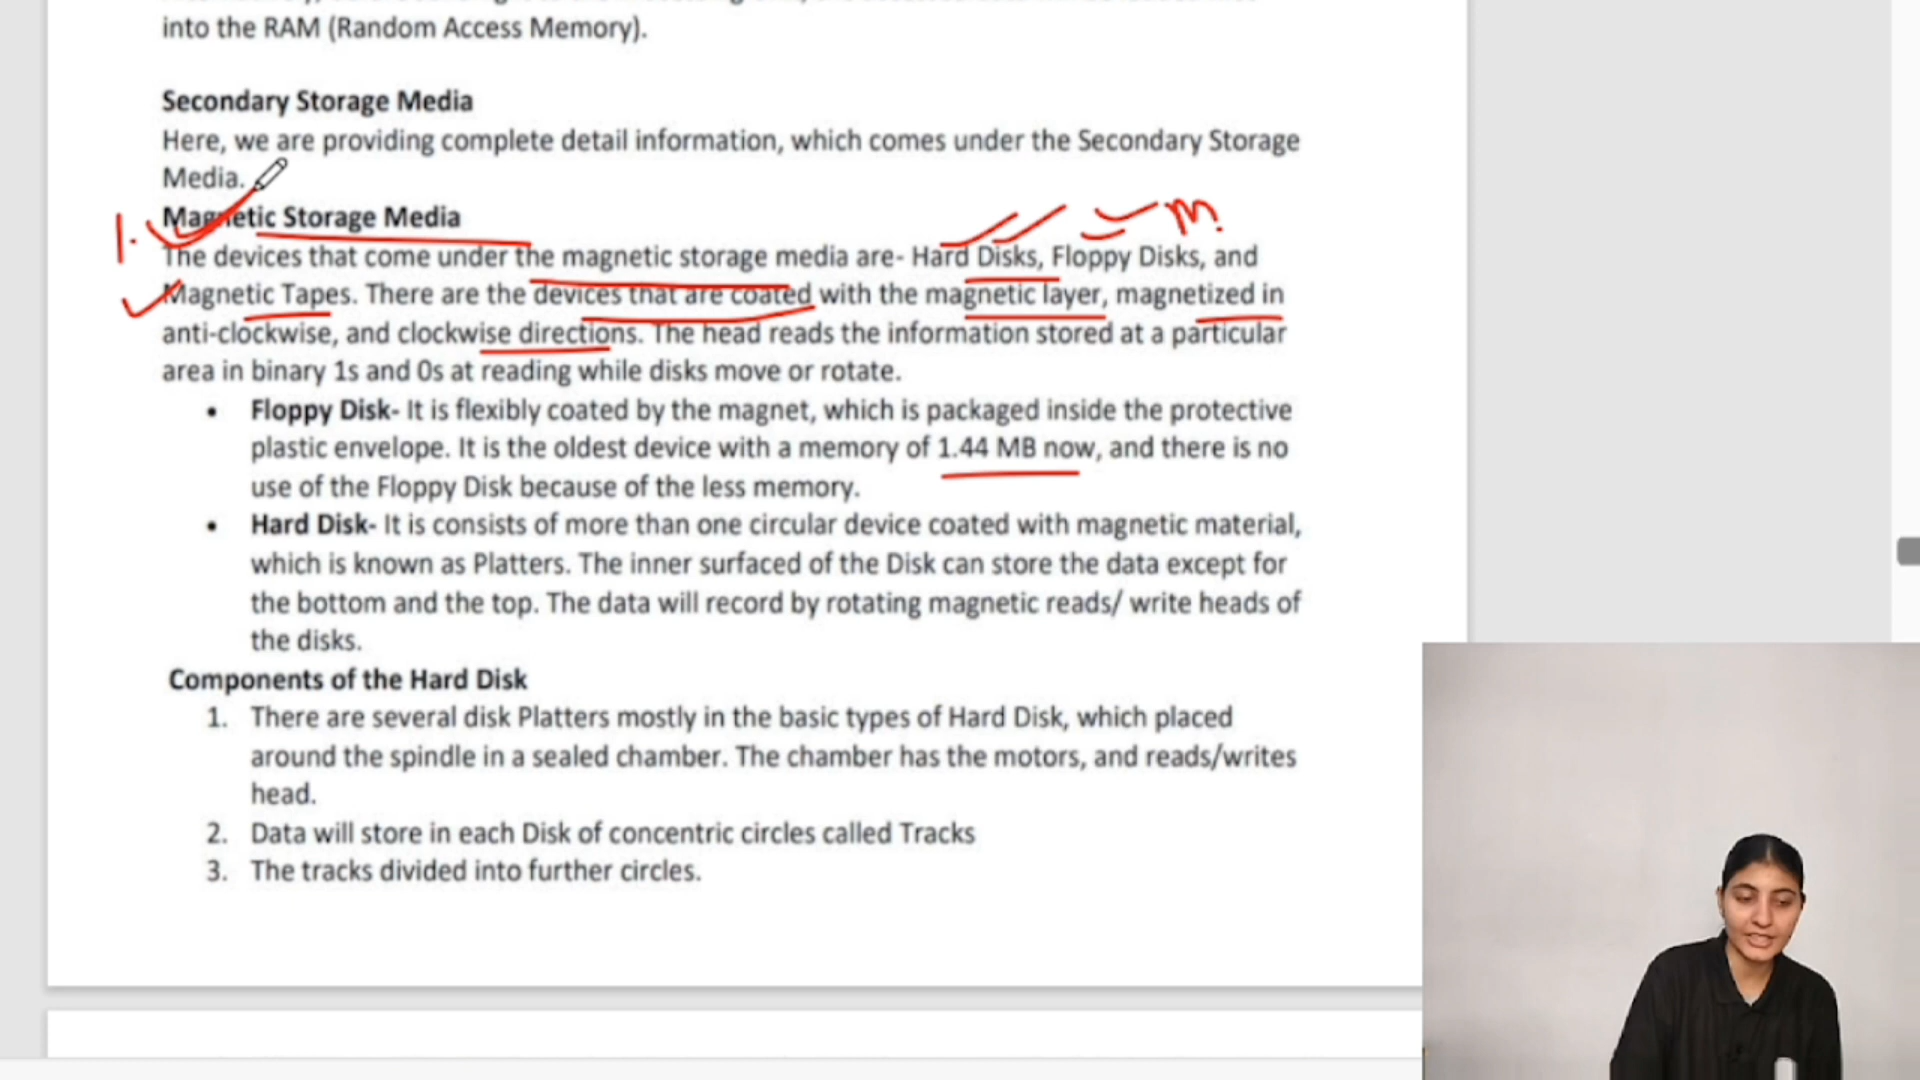 into the RAM (Random Access Memory).
Secondary Storage Media
Here, we are providing complete detail information, which comes under the Secondary Storage
Media.
1.
Magnetic Storage Media
m.
The devices that come under the magnetic storage media are- Hard Disks, Floppy Disks, and
Magnetic Tapes. There are the devices that are coated with the magnetic layer, magnetized in
anti-clockwise, and clockwise directions. The head reads the information stored at a particular
area in binary 1s and 0s at reading while disks move or rotate.
• Floppy Disk- It is flexibly coated by the magnet, which is packaged inside the protective
plastic envelope. It is the oldest device with a memory of 1.44 MB now, and there is no
use of the Floppy Disk because of the less memory.
• Hard Disk- It is consists of more than one circular device coated with magnetic material,
which is known as Platters. The inner surfaced of the Disk can store the data except for
the bottom and the top. The data will record by rotating magnetic reads/ write heads of
the disks.
Components of the Hard Disk
1. There are several disk Platters mostly in the basic types of Hard Disk, which placed
around the spindle in a sealed chamber. The chamber has the motors, and reads/writes
head.
2. Data will store in each Disk of concentric circles called Tracks
3. The tracks divided into further circles.